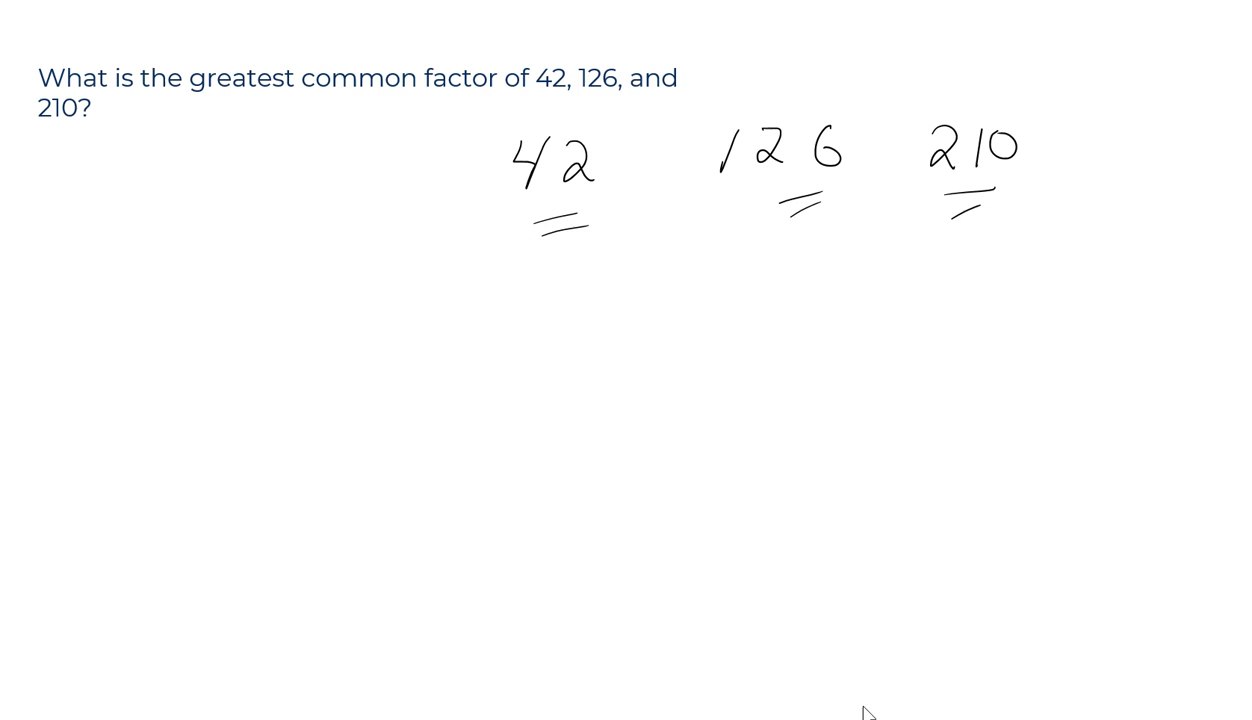 What is the greatest common factor of 42, 126, and
210?
42 126 210